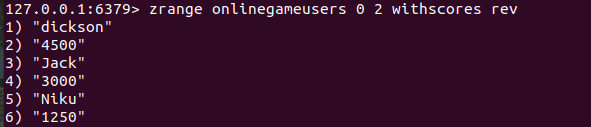 127.0.0.1:6379> zrange onlinegameusers 0 2 withscores rev
1) "dickson"
2) "4500"
3) "Jack"
4) "3000"
5) "Niku"
6) "1250"